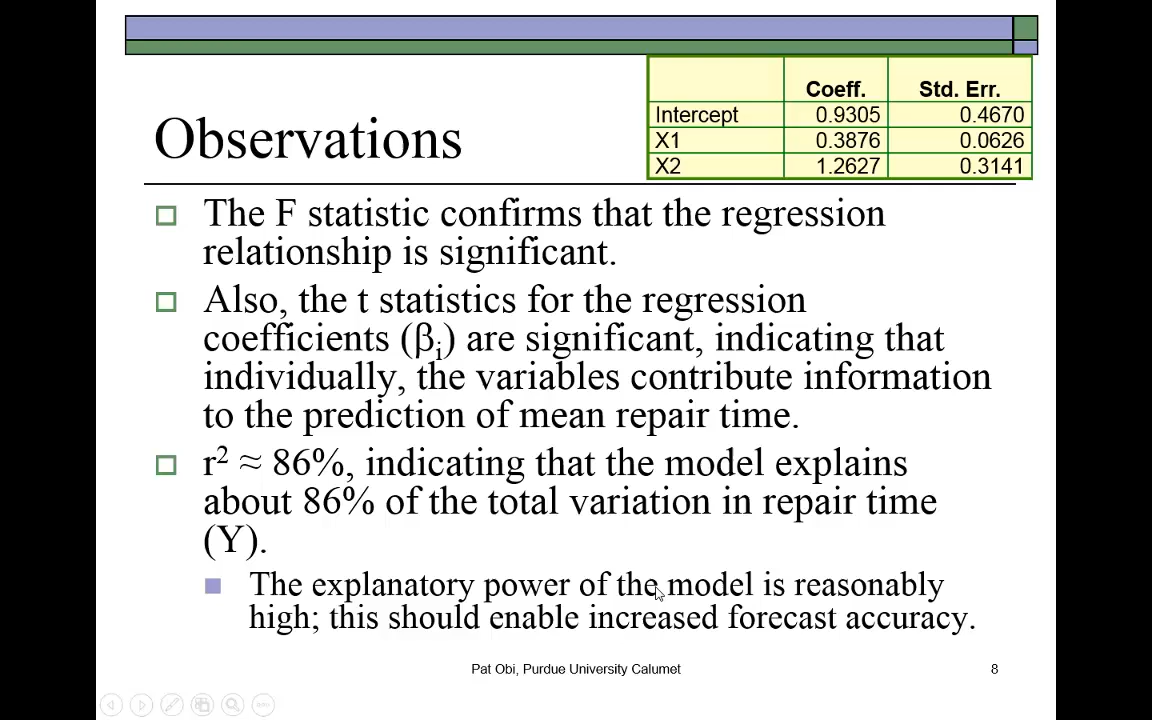 Coeff. Std. Err.
Intercept 0.9305 0.4670
X1 0.3876 0.0626
X2 1.2627 0.3141
Observations
The F statistic confirms that the regression
relationship is significant.
Also, the t statistics for the regression
coefficients (βi) are significant, indicating that
individually, the variables contribute information
to the prediction of mean repair time.
r² ≈ 86%, indicating that the model explains
about 86% of the total variation in repair time
(Y).
The explanatory power of the model is reasonably
high; this should enable increased forecast accuracy.
Pat Obi, Purdue University Calumet 8